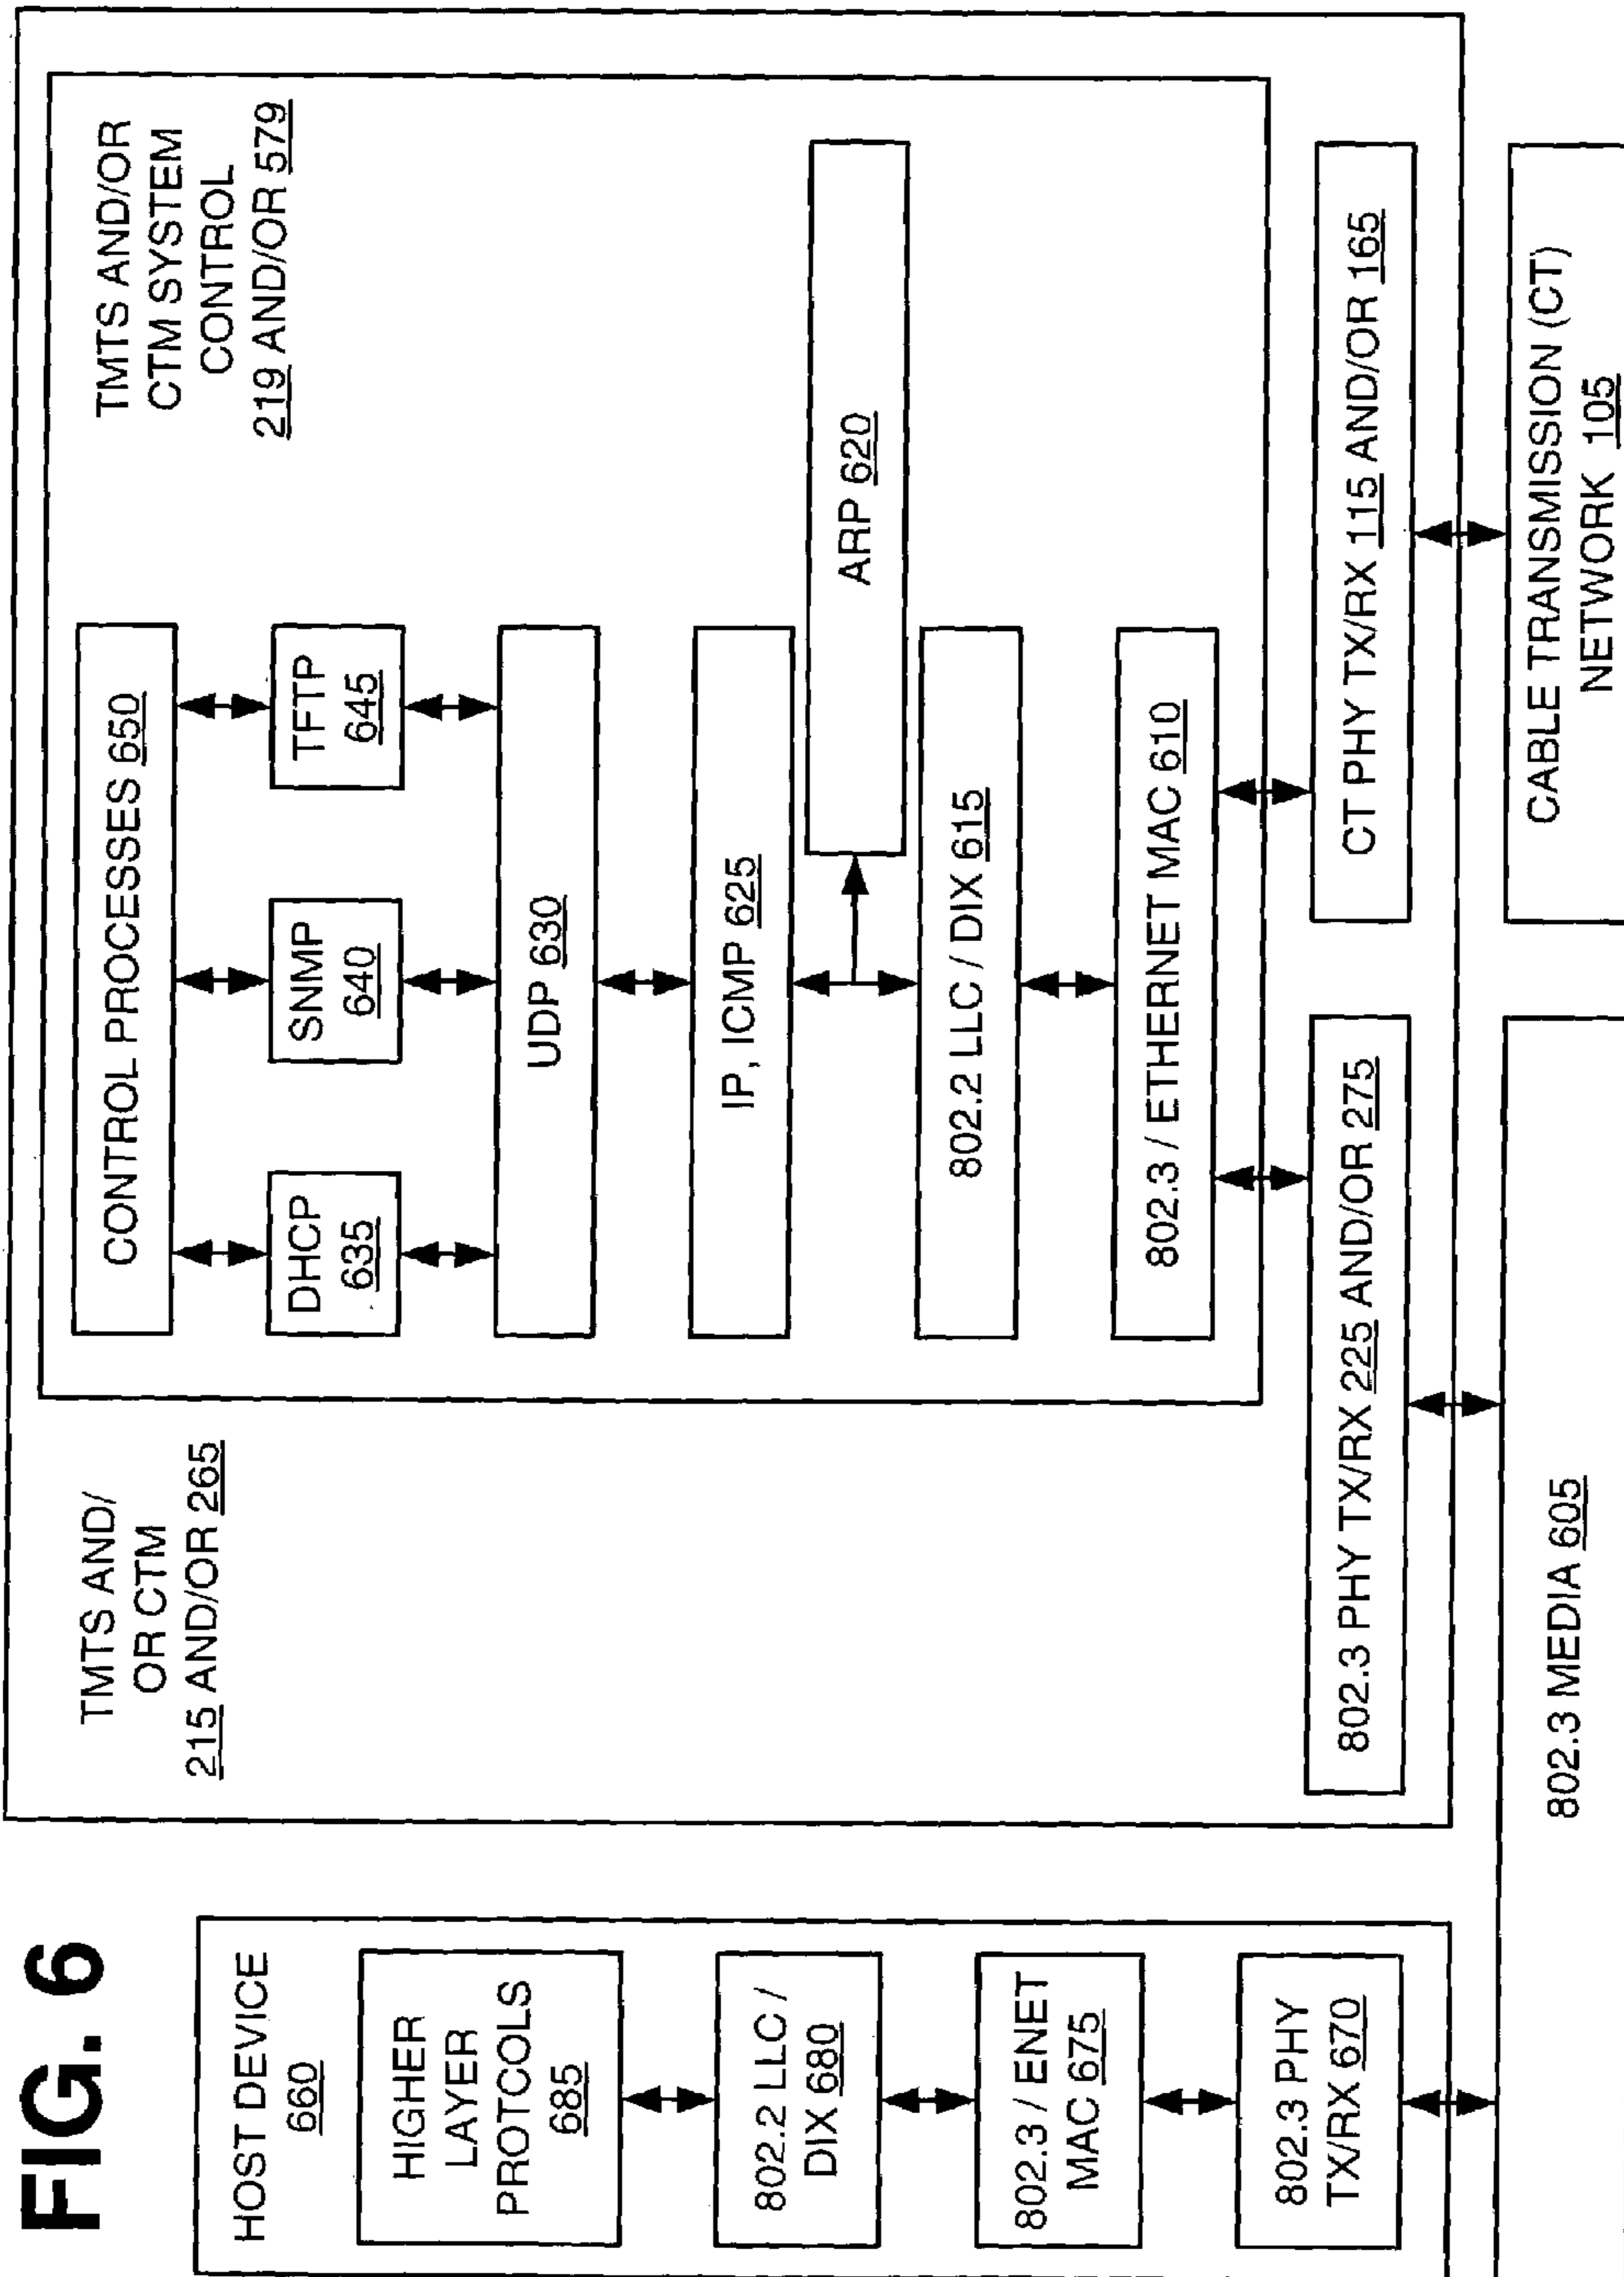 FIG. 6
HOST DEVICE
660
HIGHER
LAYER
PROTCOLS
685
802.2 LLC /
DIX 680
802.3 / ENET
MAC 675
802.3 PHY
TX/RX 670
TMTS AND/
OR CTM
215 AND/OR 265
TMTS AND/OR
CTM SYSTEM
CONTROL
219 AND/OR 579
CONTROL PROCESSES 650
DHCP
635
SNMP
640
TFTP
645
UDP 630
IP, ICMP 625
ARP 620
802.2 LLC / DIX 615
802.3 / ETHERNET MAC 610
802.3 PHY TX/RX 225 AND/OR 275
CT PHY TX/RX 115 AND/OR 165
802.3 MEDIA 605
CABLE TRANSMISSION (CT)
NETWORK 105